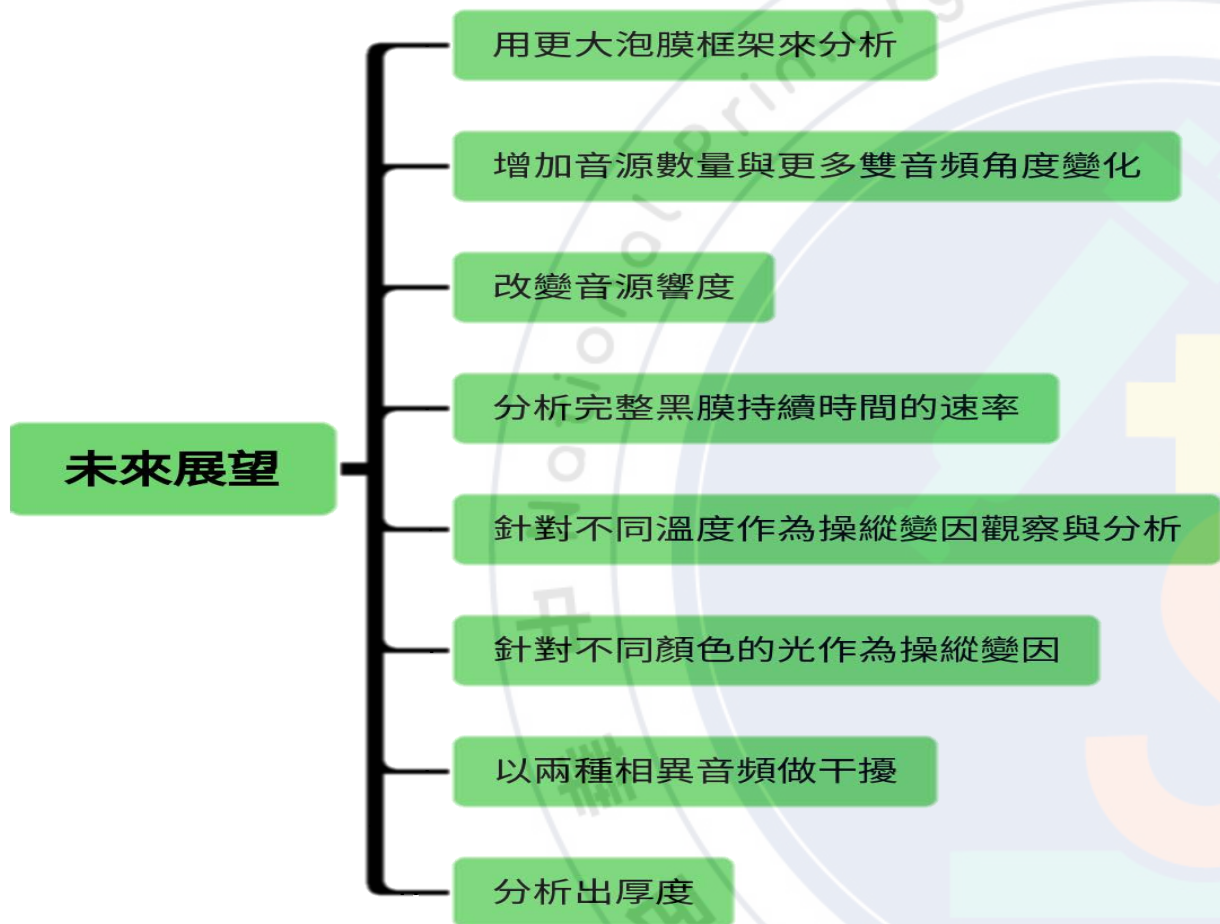 用更大泡膜框架來分析
增加音源數量與更多雙音頻角度變化
改變音源響度
分析完整黑膜持續時間的速率
未來展望
針對不同溫度作為操縱變因觀察與分析
針對不同顏色的光作為操縱變因
以兩種相異音頻做干擾
分析出厚度
中
華
National Primary